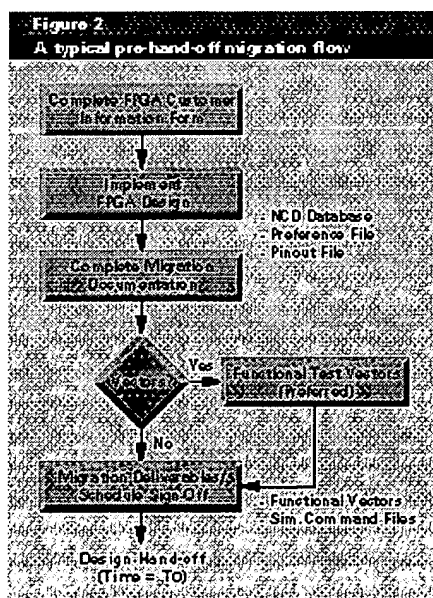 Figure 2
A typical pre-hand-off migration flow
Complete FPGA Customer
Information Form
Implement
FPGA Design
- NCD Database
- Preference File
- Pinout File
Complete Migration
Documentation
Vectors?
Yes
Functional Test Vectors
(Preferred)
No
Migration Deliverables/
Schedule Sign-Off
- Functional Vectors
- Sim. Command Files
Design Hand-off
(Time = T0)